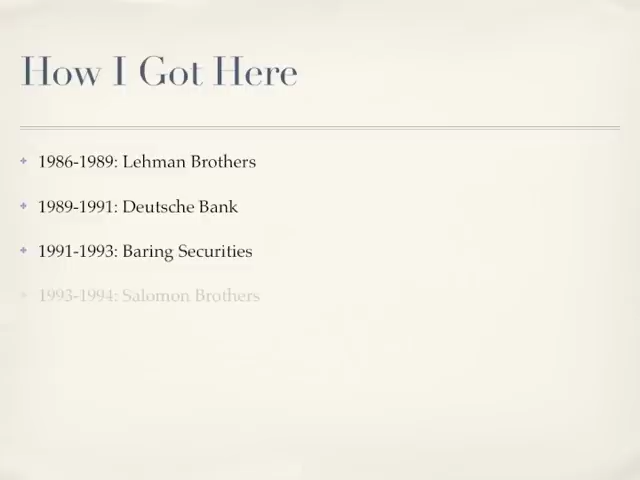 How I Got Here
1986-1989: Lehman Brothers
1989-1991: Deutsche Bank
1991-1993: Baring Securities
1993-1994: Salomon Brothers